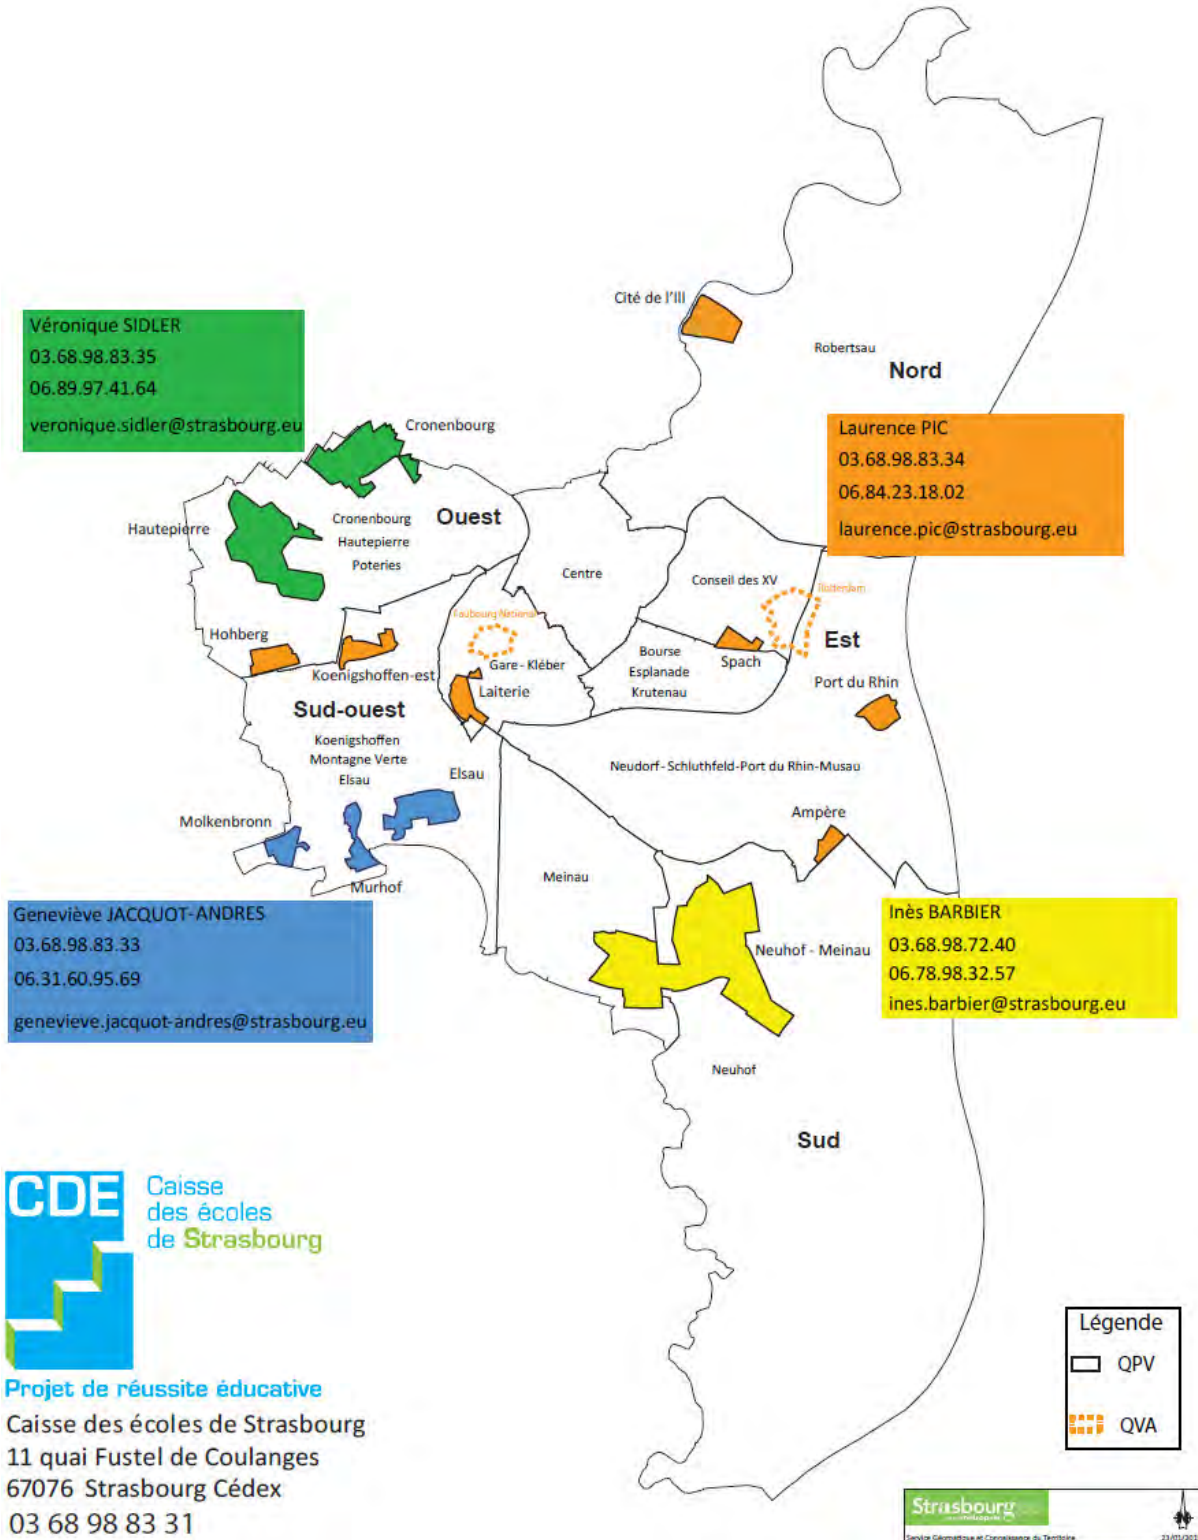 Cité de l'Ill
Robertsau
Nord
Véronique SIDLER
03.68.98.83.35
06.89.97.41.64
veronique.sidler@strasbourg.eu
Laurence PIC
03.68.98.83.34
06.84.23.18.02
laurence.pic@strasbourg.eu
Cronenbourg
Hautepierre
Cronenbourg
Hautepierre
Poteries
Ouest
Centre
Conseil des XV
Rotterdam
Faubourg National
Est
Hohberg
Koenigshoffen-est
Gare - Kléber
Laiterie
Bourse
Esplanade
Krutenau
Spach
Port du Rhin
Sud-ouest
Koenigshoffen
Montagne Verte
Elsau
Elsau
Neudorf-Schluthfeld-Port du Rhin-Musau
Molkenbronn
Ampère
Murhof
Meinau
Geneviève JACQUOT-ANDRES
03.68.98.83.33
06.31.60.95.69
genevieve.jacquot-andres@strasbourg.eu
Neuhof - Meinau
Inès BARBIER
03.68.98.72.40
06.78.98.32.57
ines.barbier@strasbourg.eu
Neuhof
Sud
CDE
Caisse
des écoles
de Strasbourg
Projet de réussite éducative
Caisse des écoles de Strasbourg
11 quai Fustel de Coulanges
67076 Strasbourg Cédex
03 68 98 83 31
Légende
QPV
QVA
Strasbourg
Service Géomatique et Connaissance du Territoire